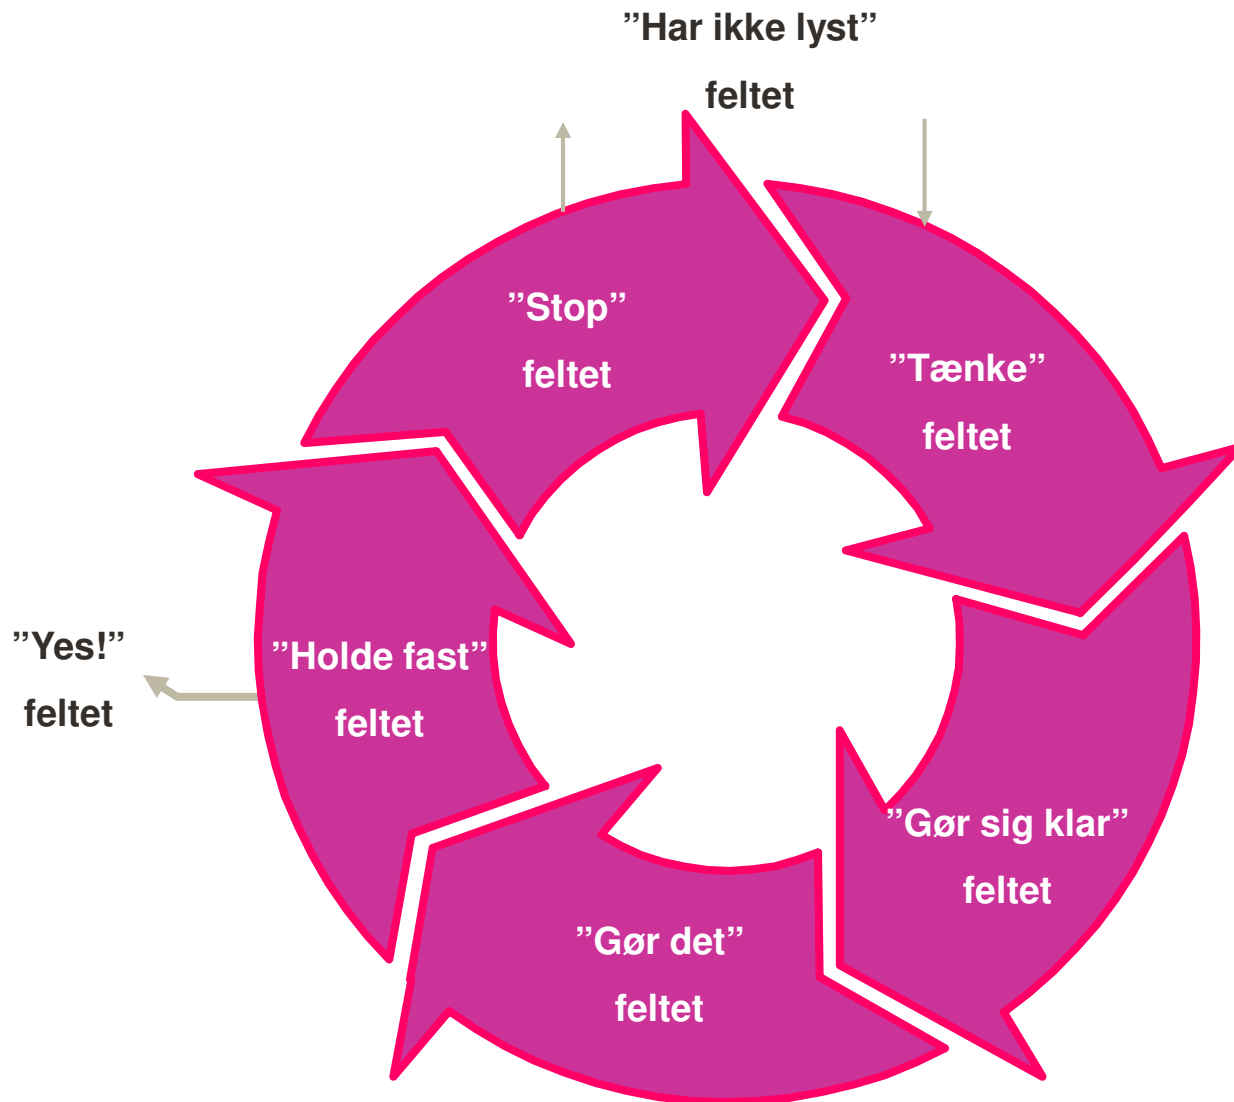 ”Har ikke lyst”
feltet
”Stop”
feltet
”Tænke”
feltet
”Yes!”
feltet
”Holde fast”
feltet
”Gør sig klar”
feltet
”Gør det”
feltet